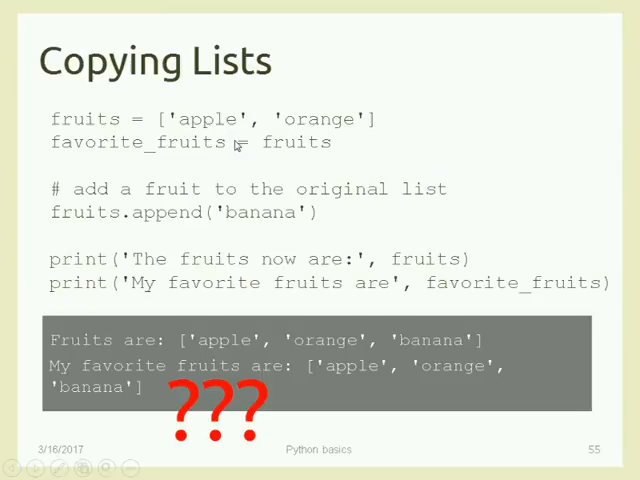 Copying Lists
fruits = ['apple', 'orange']
favorite_fruits = fruits
# add a fruit to the original list
fruits.append('banana')
print('The fruits now are:', fruits)
print('My favorite fruits are', favorite_fruits)
Fruits are: ['apple', 'orange', 'banana']
My favorite fruits are: ['apple', 'orange',
'banana']
???
3/16/2017 Python basics 55